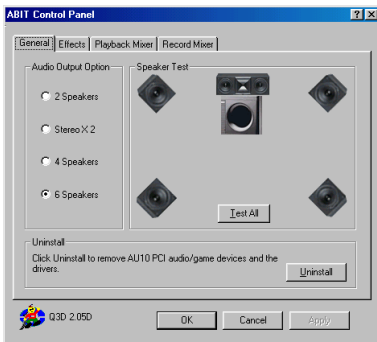 ABIT Control Panel
General Effects Playback Mixer Record Mixer
Audio Output Option
Speaker Test
2 Speakers
Stereo X 2
4 Speakers
6 Speakers
Test All
Uninstall
Click Uninstall to remove AU10 PCI audio/game devices and the
drivers.
Uninstall
Q3D 2.05D
OK Cancel Apply